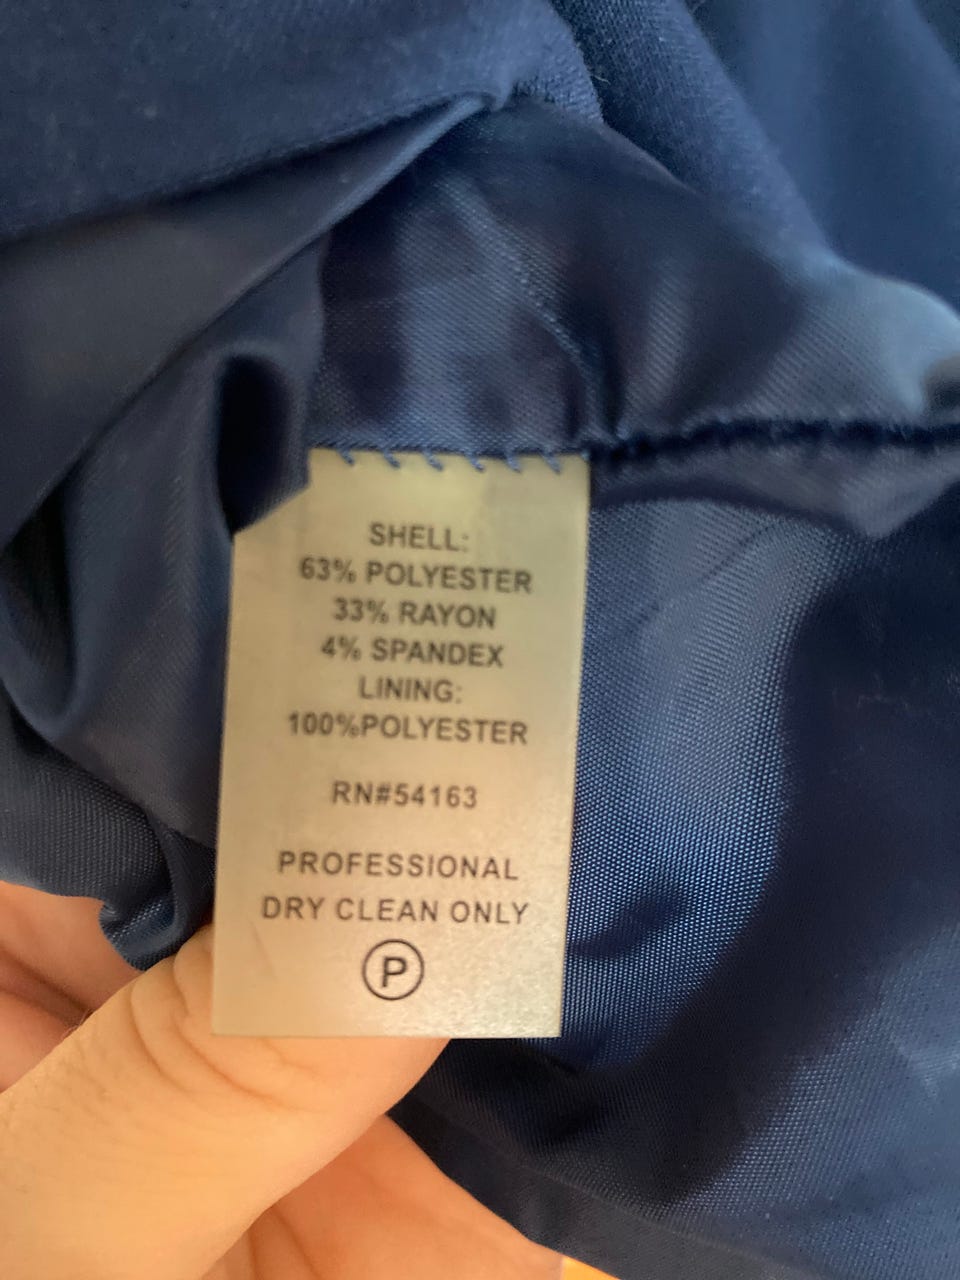 SHELL:
63% POLYESTER
33% RAYON
4% SPANDEX
LINING:
100%POLYESTER
RN#54163
PROFESSIONAL
DRY CLEAN ONLY
P